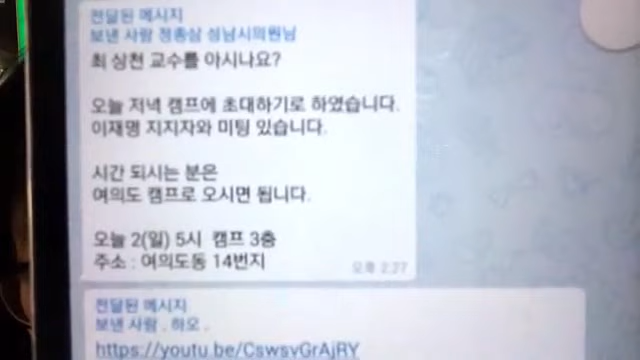 전달된 메시지
보낸 사람 정종삼 성남시의원님
최 상천 교수를 아시나요?
오늘 저녁 캠프에 초대하기로 하였습니다.
이재명 지지자와 미팅 있습니다.
시간 되시는 분은
여의도 캠프로 오시면 됩니다.
오늘 2(일) 5시 캠프 3층
주소 : 여의도동 14번지
오후 2:27
전달된 메시지
보낸 사람 . 하오 .
https://youtu.be/CswsvGrAjRY